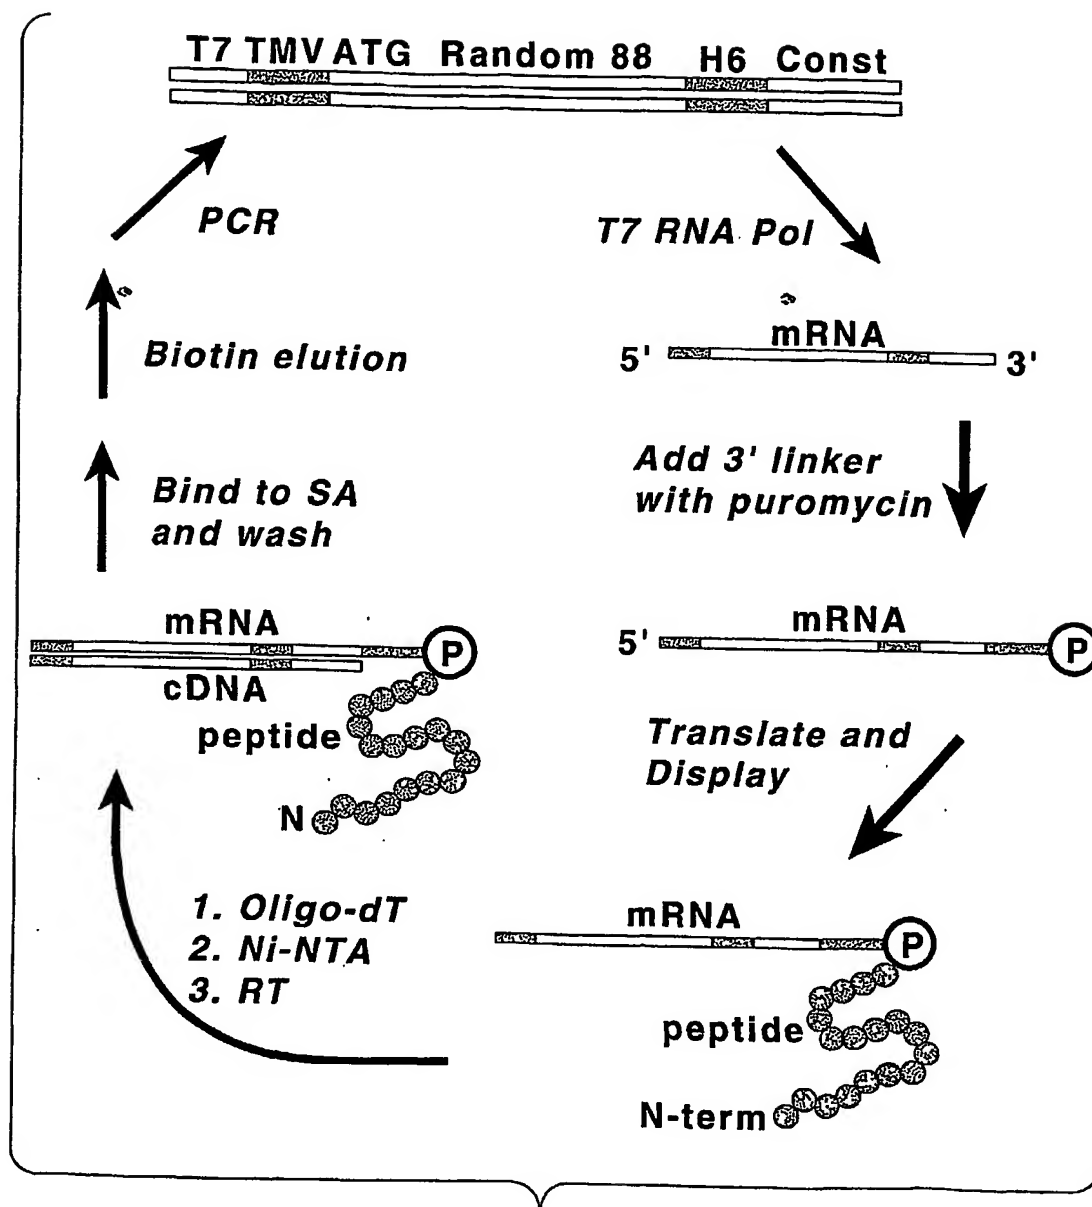 T7 TMV ATG Random 88 H6 Const
PCR
T7 RNA Pol
Biotin elution
mRNA
5' 3'
Bind to SA
and wash
Add 3' linker
with puromycin
mRNA
P
cDNA
peptide
N
5' mRNA
P
Translate and
Display
1. Oligo-dT
2. Ni-NTA
3. RT
mRNA
P
peptide
N-term